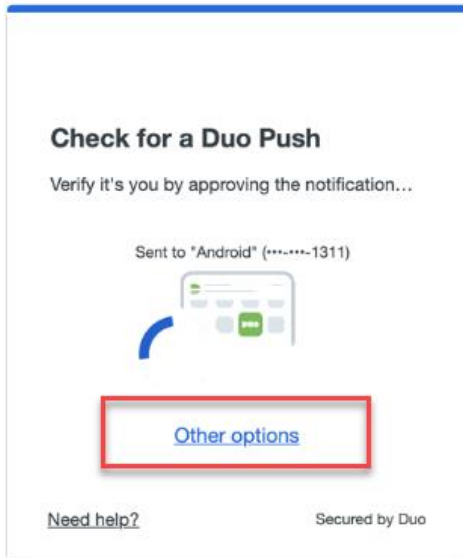 Check for a Duo Push
Verify it's you by approving the notification...
Sent to "Android" (•••-•••-1311)
Other options
Need help?
Secured by Duo